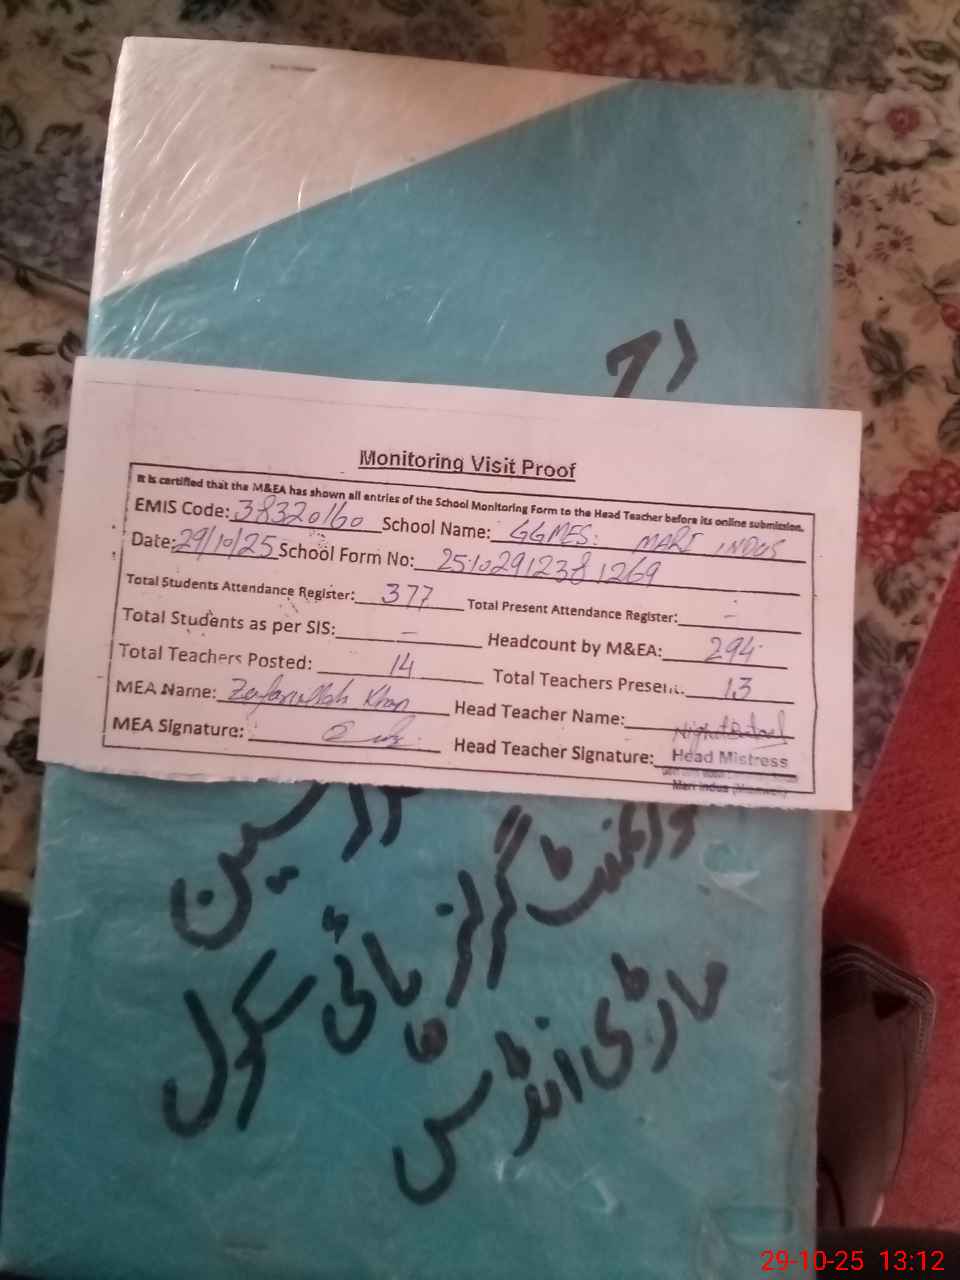 Monitoring Visit Proof
It is certified that the M&EA has shown all entries of the School Monitoring Form to the Head Teacher before its online submission.
EMIS Code: 38320160 School Name: GGMES: MARI INDUS
Date: 29/10/25 School Form No: 2510291238 1269
Total Students Attendance Register: 377 Total Present Attendance Register: -
Total Students as per SIS: - Headcount by M&EA: 294
Total Teachers Posted: 14 Total Teachers Present: 13
MEA Name: Zafarullah Khan Head Teacher Name:
MEA Signature: Head Teacher Signature: Head Mistress
Mari Indus (Mianwali)
گورنمنٹ گرلز ہائی سکول
ماڑی انڈس
29-10-25 13:12